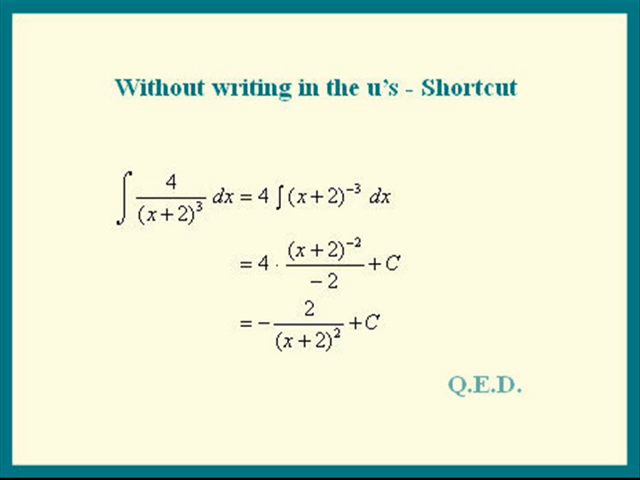 Without writing in the u's - Shortcut
∫ 4/(x+2)³ dx = 4 ∫(x+2)⁻³ dx
= 4 · (x+2)⁻²/−2 + C
= − 2/(x+2)² + C
Q.E.D.